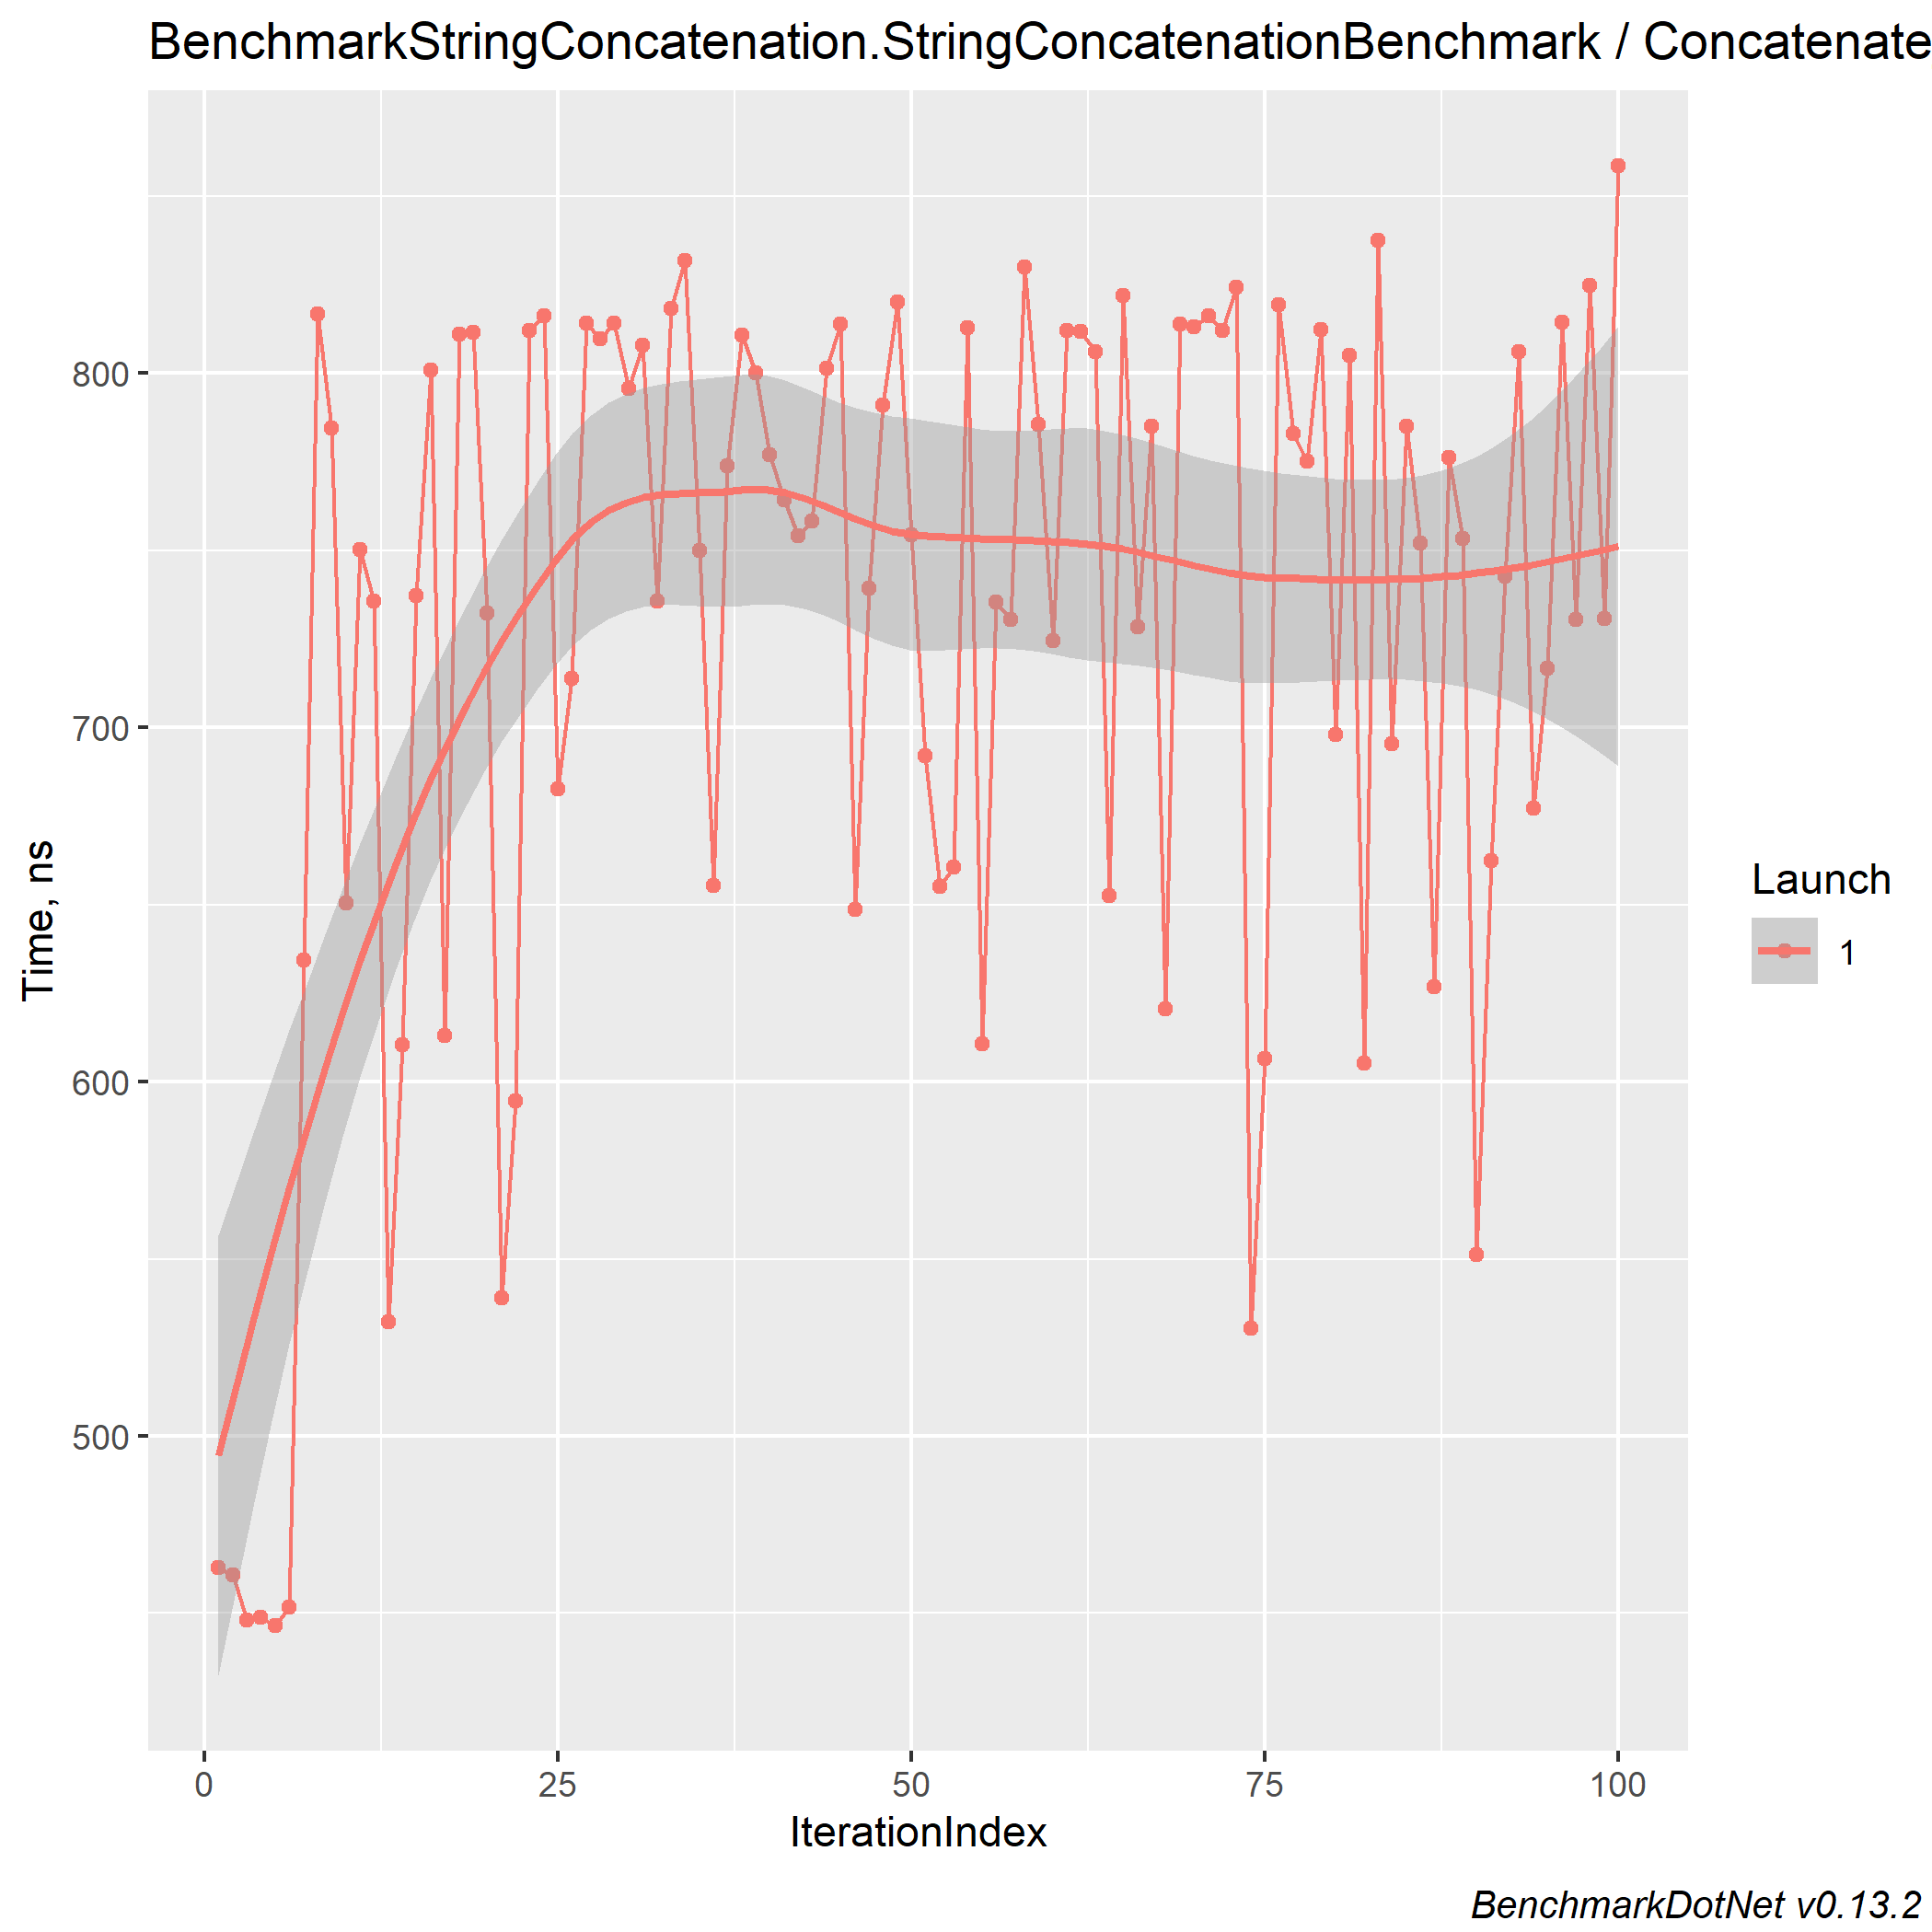 BenchmarkStringConcatenation.StringConcatenationBenchmark / Concatenate
800
700
600
500
Time, ns
0 25 50 75 100
IterationIndex
Launch
1
BenchmarkDotNet v0.13.2